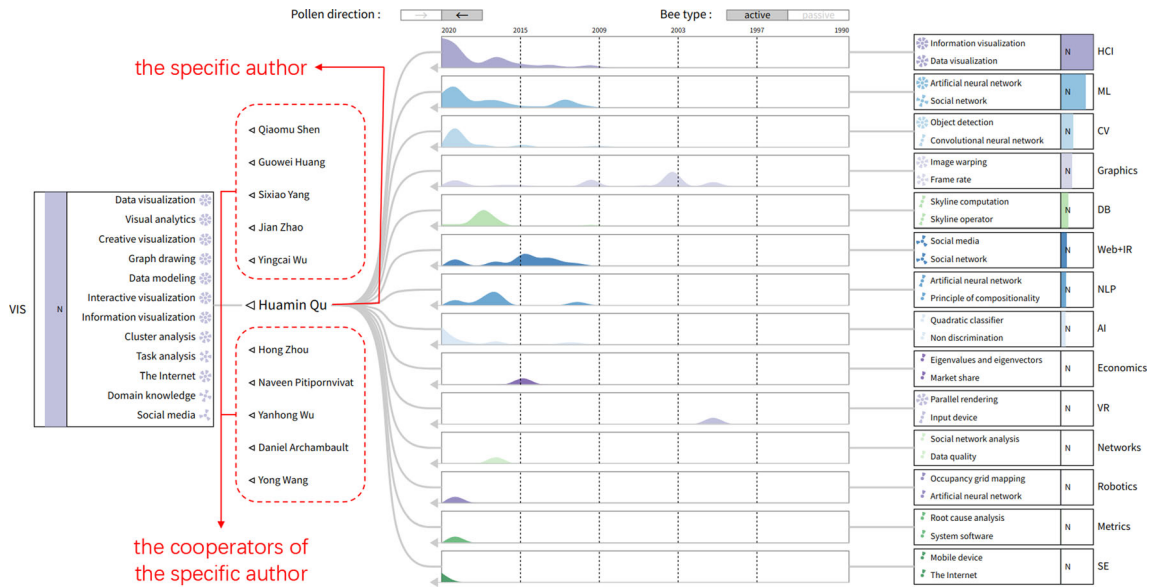 Pollen direction :
→
←
Bee type :
active
passive
2020
2015
2009
2003
1997
1990
the specific author
Qiaomu Shen
Guowei Huang
Sixiao Yang
Jian Zhao
Yingcai Wu
Huamin Qu
Hong Zhou
Naveen Pitipornvivat
Yanhong Wu
Daniel Archambault
Yong Wang
the cooperators of
the specific author
VIS
N
Data visualization
Visual analytics
Creative visualization
Graph drawing
Data modeling
Interactive visualization
Information visualization
Cluster analysis
Task analysis
The Internet
Domain knowledge
Social media
Information visualization
Data visualization
N
HCI
Artificial neural network
Social network
N
ML
Object detection
Convolutional neural network
N
CV
Image warping
Frame rate
N
Graphics
Skyline computation
Skyline operator
N
DB
Social media
Social network
N
Web+IR
Artificial neural network
Principle of compositionality
N
NLP
Quadratic classifier
Non discrimination
N
AI
Eigenvalues and eigenvectors
Market share
N
Economics
Parallel rendering
Input device
N
VR
Social network analysis
Data quality
N
Networks
Occupancy grid mapping
Artificial neural network
N
Robotics
Root cause analysis
System software
N
Metrics
Mobile device
The Internet
N
SE